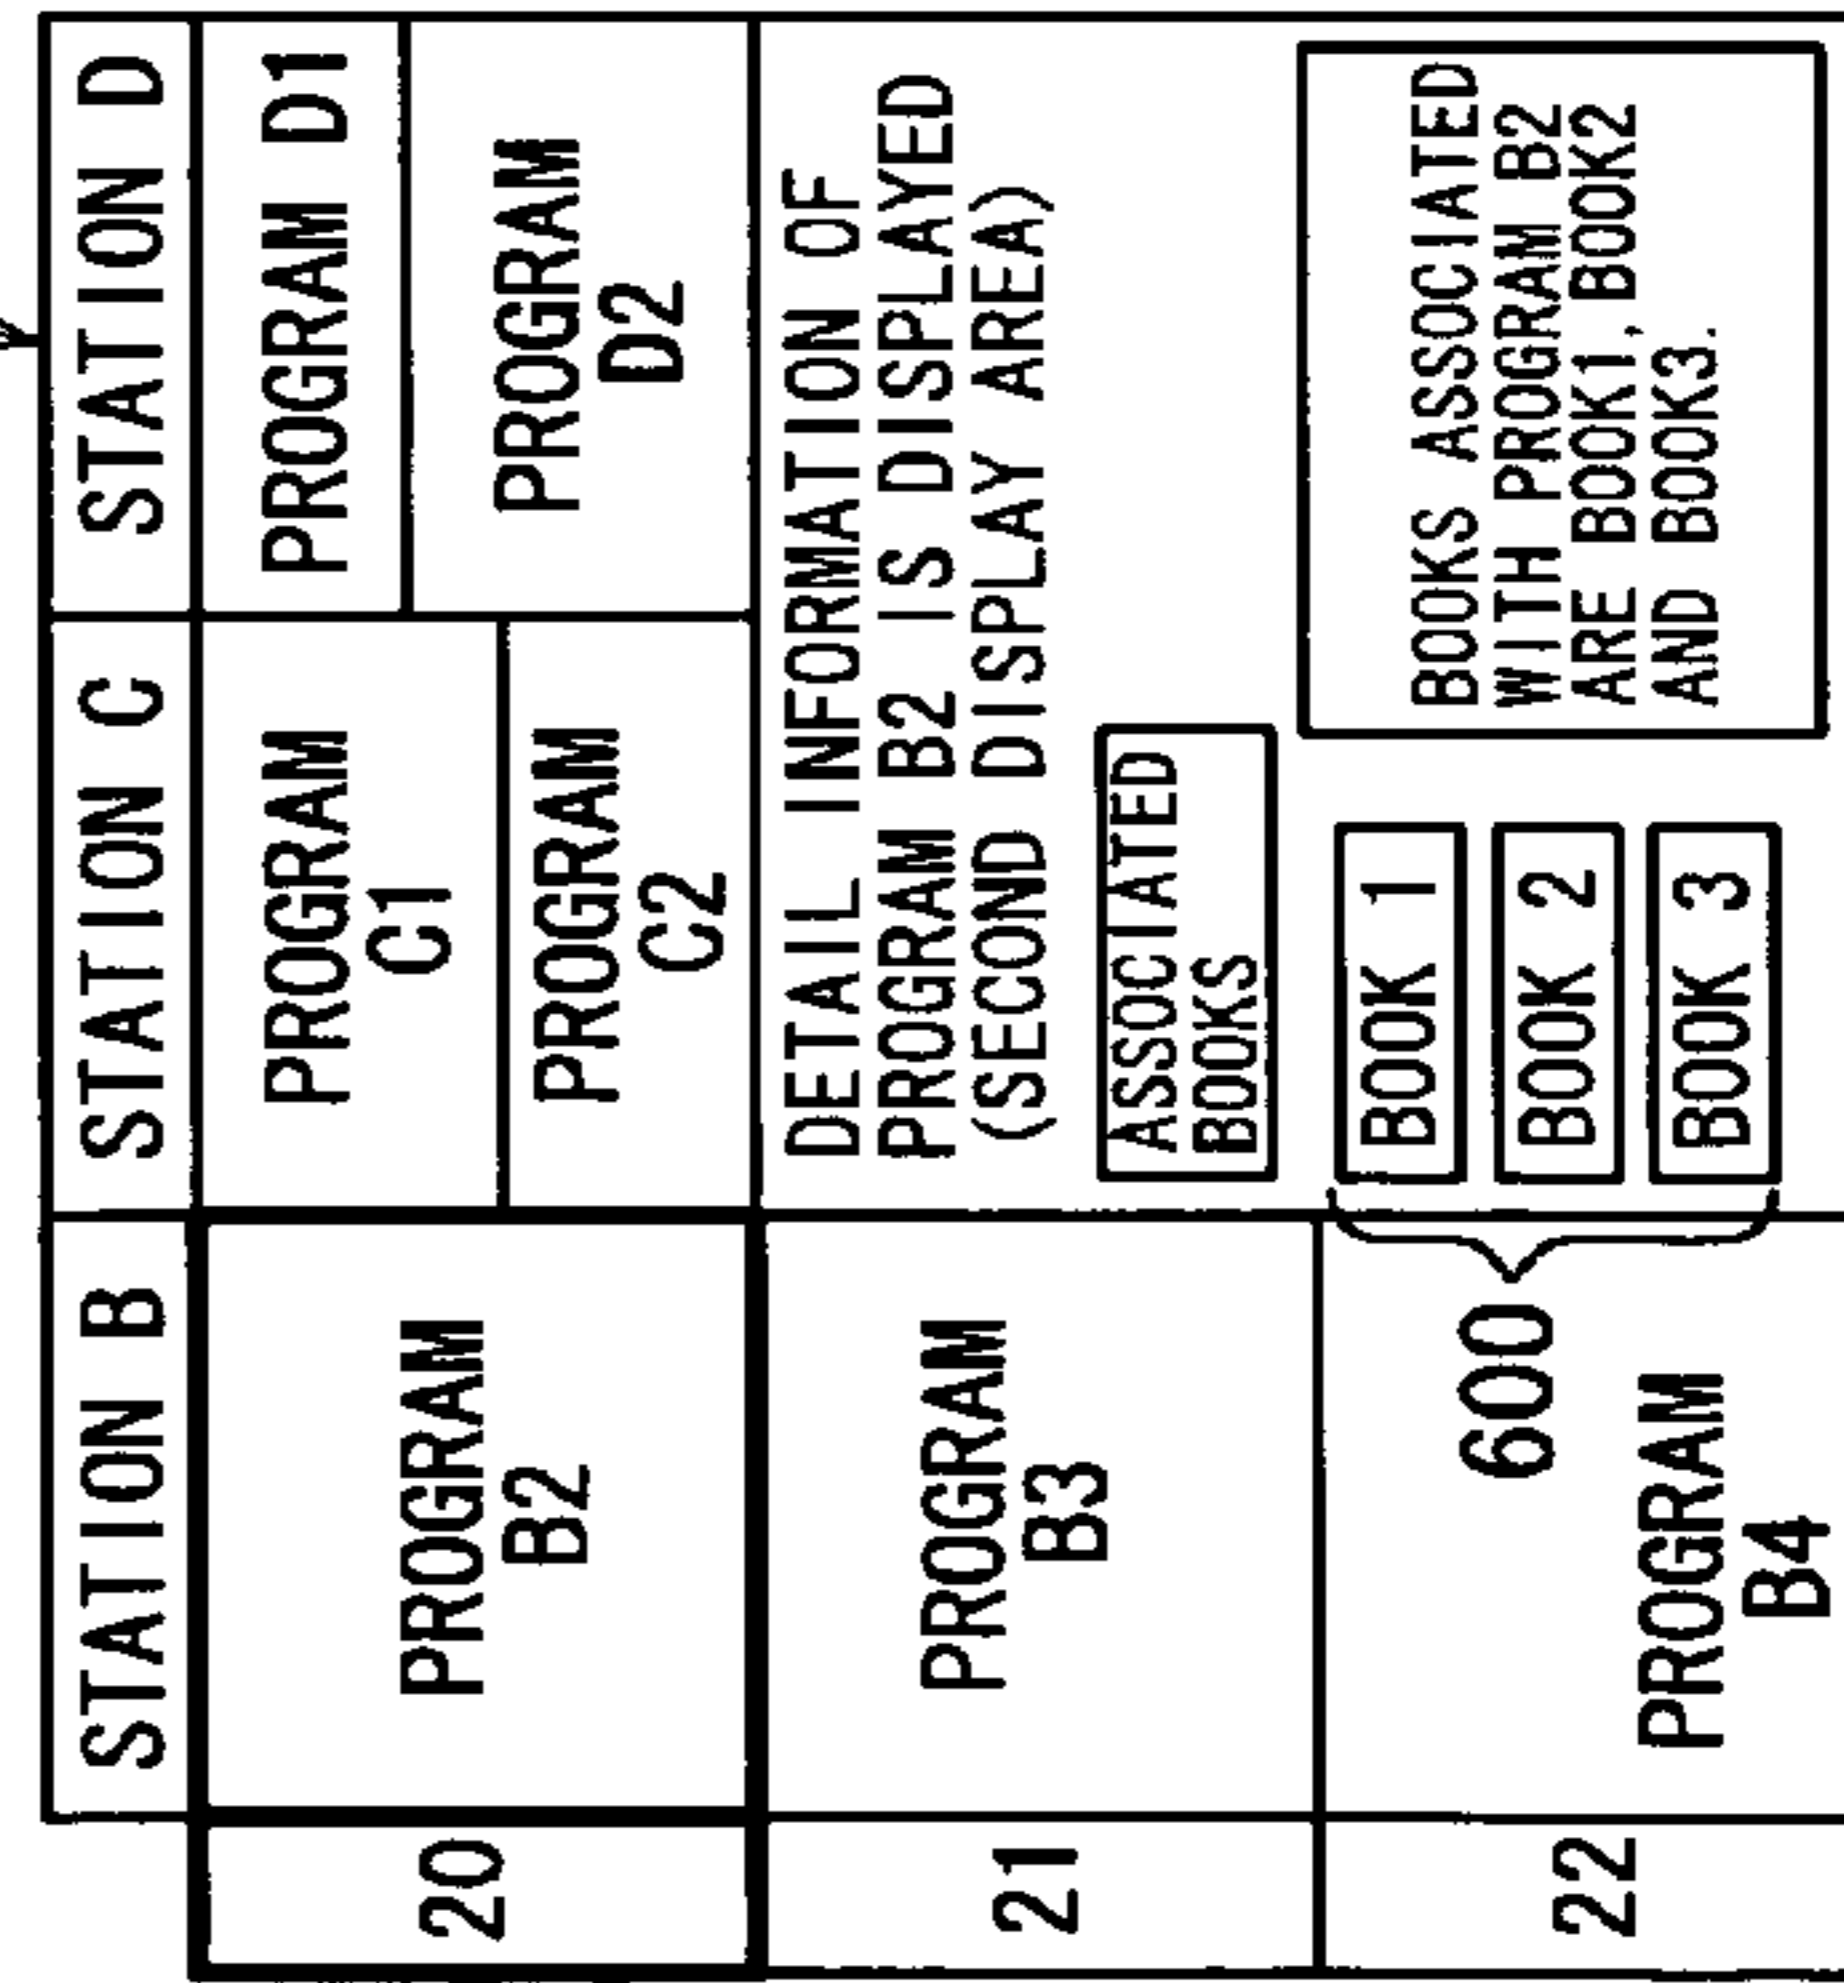 STATION B
STATION C
STATION D
20
PROGRAM
B2
PROGRAM
C1
PROGRAM
C2
PROGRAM D1
PROGRAM
D2
21
PROGRAM
B3
DETAIL INFORMATION OF
PROGRAM B2 IS DISPLAYED
(SECOND DISPLAY AREA)
ASSOCIATED
BOOKS
22
600
PROGRAM
B4
BOOK 1
BOOK 2
BOOK 3
BOOKS ASSOCIATED
WITH PROGRAM B2
ARE BOOK1, BOOK2
AND BOOK3.